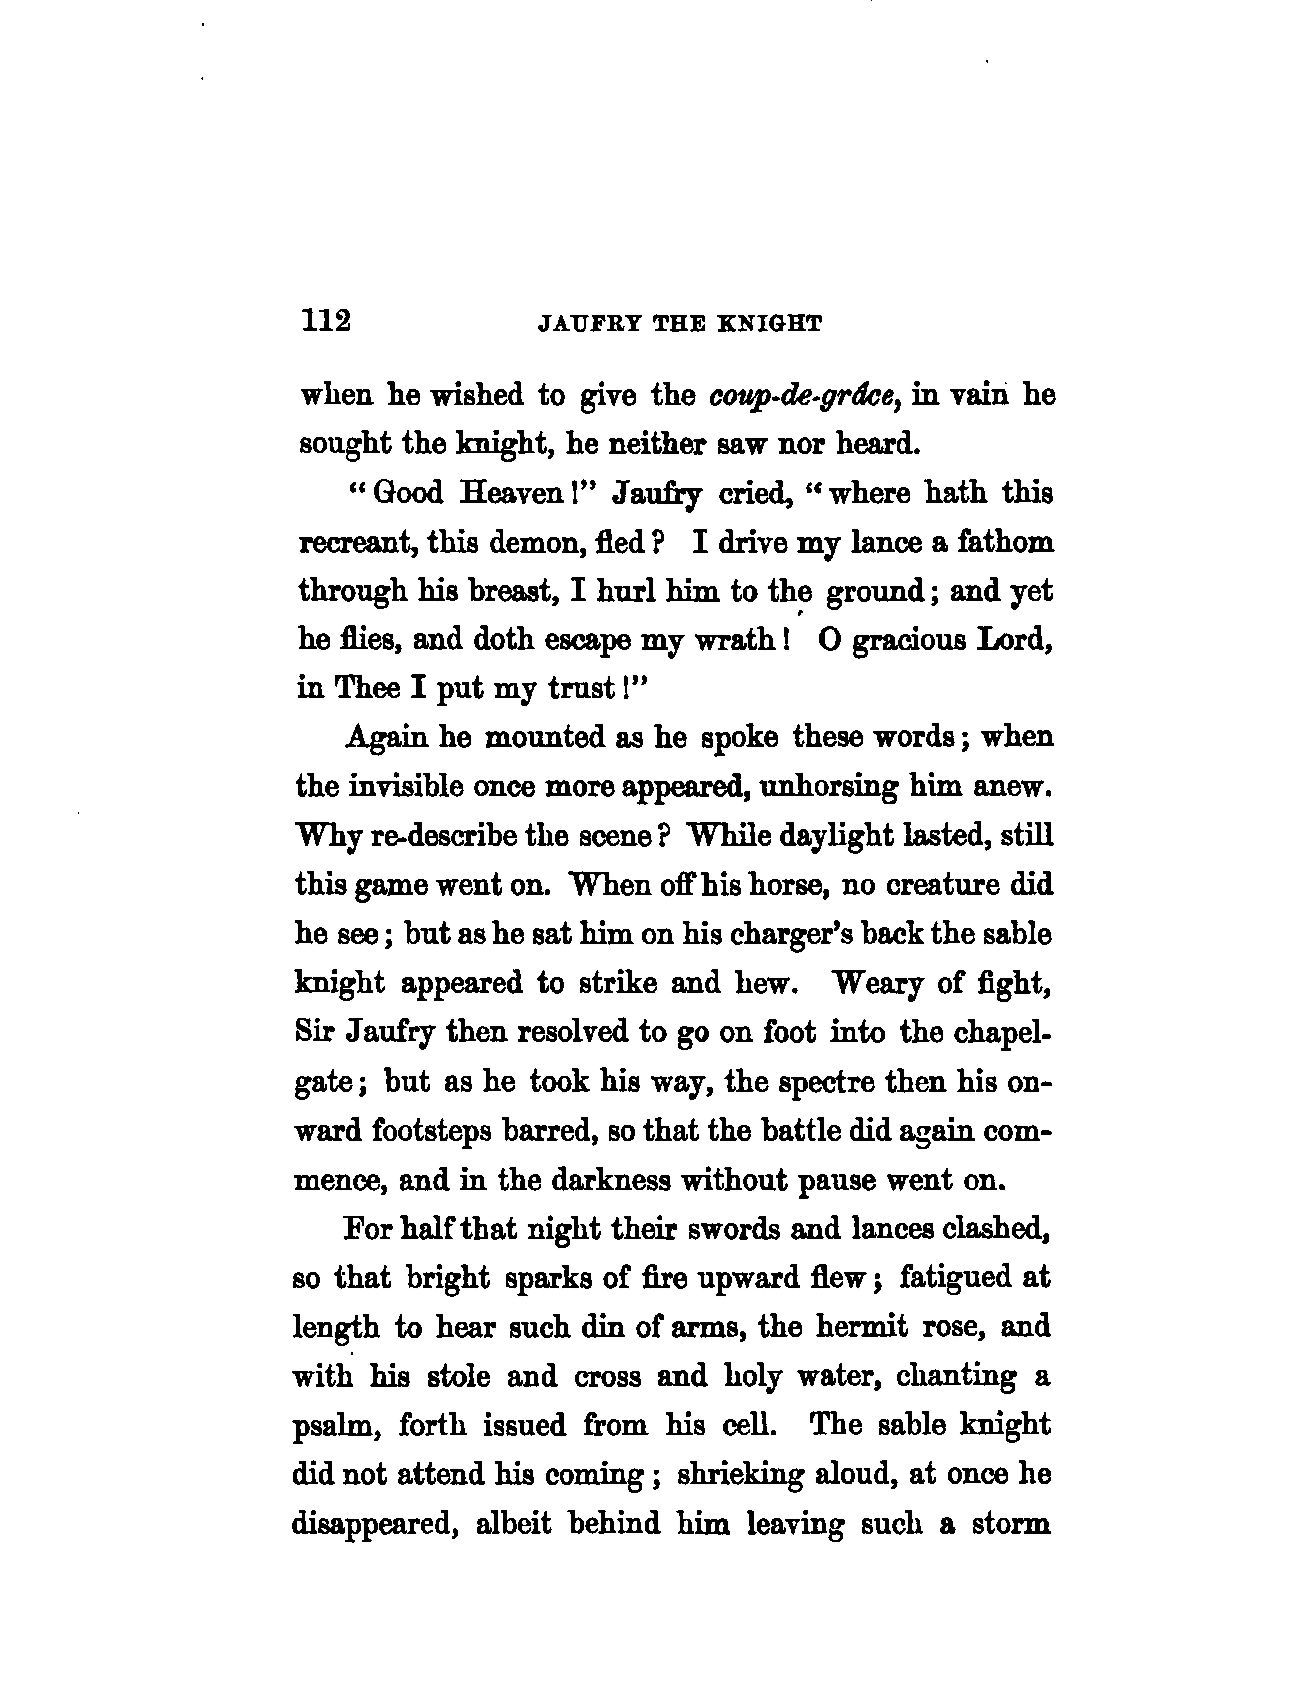 112 JAUFRY THE KNIGHT
when he wished to give the coup-de-grâce, in vain he
sought the knight, he neither saw nor heard.
“Good Heaven!” Jaufry cried, “where hath this
recreant, this demon, fled? I drive my lance a fathom
through his breast, I hurl him to the ground; and yet
he flies, and doth escape my wrath! O gracious Lord,
in Thee I put my trust!”
Again he mounted as he spoke these words; when
the invisible once more appeared, unhorsing him anew.
Why re-describe the scene? While daylight lasted, still
this game went on. When off his horse, no creature did
he see; but as he sat him on his charger's back the sable
knight appeared to strike and hew. Weary of fight,
Sir Jaufry then resolved to go on foot into the chapel-
gate; but as he took his way, the spectre then his on-
ward footsteps barred, so that the battle did again com-
mence, and in the darkness without pause went on.
For half that night their swords and lances clashed,
so that bright sparks of fire upward flew; fatigued at
length to hear such din of arms, the hermit rose, and
with his stole and cross and holy water, chanting a
psalm, forth issued from his cell. The sable knight
did not attend his coming; shrieking aloud, at once he
disappeared, albeit behind him leaving such a storm